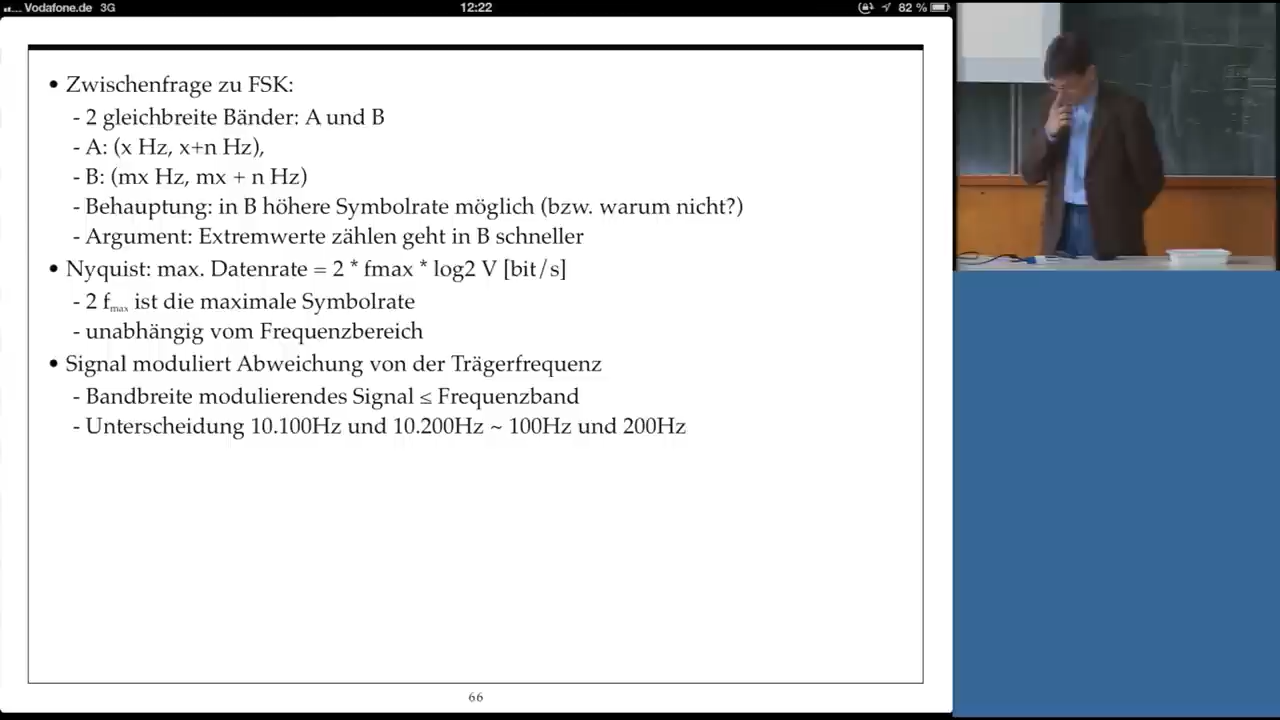 Vodafone.de 3G 12:22 82 %
• Zwischenfrage zu FSK:
- 2 gleichbreite Bänder: A und B
- A: (x Hz, x+n Hz),
- B: (mx Hz, mx + n Hz)
- Behauptung: in B höhere Symbolrate möglich (bzw. warum nicht?)
- Argument: Extremwerte zählen geht in B schneller
• Nyquist: max. Datenrate = 2 * fmax * log2 V [bit/s]
- 2 fmax ist die maximale Symbolrate
- unabhängig vom Frequenzbereich
• Signal moduliert Abweichung von der Trägerfrequenz
- Bandbreite modulierendes Signal ≤ Frequenzband
- Unterscheidung 10.100Hz und 10.200Hz ~ 100Hz und 200Hz
66